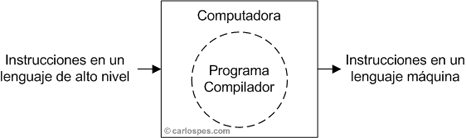 Computadora
Instrucciones en un
lenguaje de alto nivel
Programa
Compilador
Instrucciones en un
lenguaje máquina
© carlospes.com